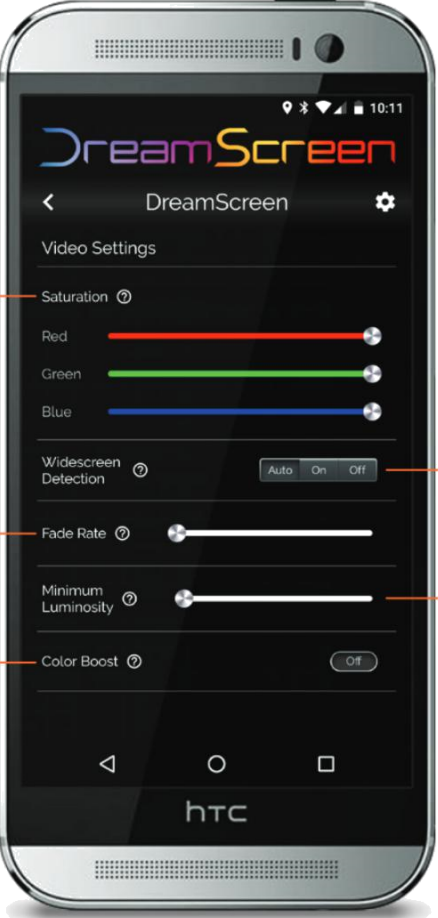 10:11
DreamScreen
DreamScreen
Video Settings
Saturation ?
Red
Green
Blue
Widescreen
Detection ?
Auto On Off
Fade Rate ?
Minimum
Luminosity ?
Color Boost ? Off
hTC